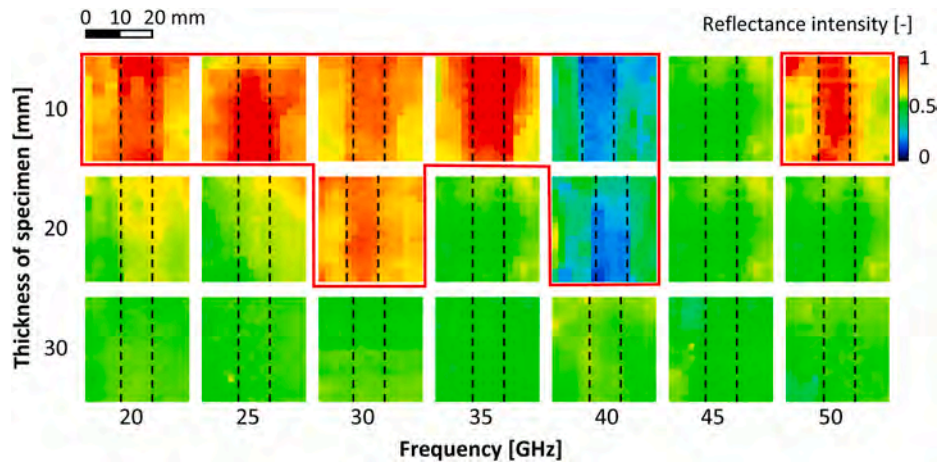 0 10 20 mm
Reflectance intensity [-]
1
0.5
0
Thickness of specimen [mm]
10
20
30
20 25 30 35 40 45 50
Frequency [GHz]